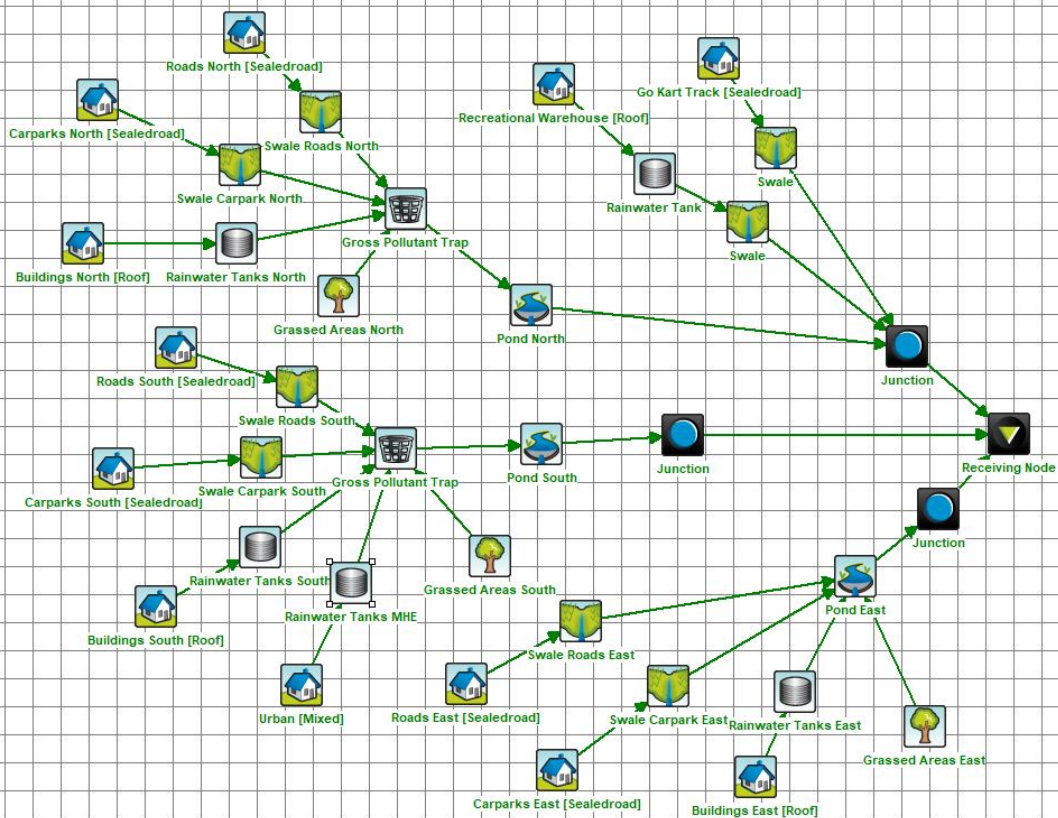 Roads North [Sealedroad]
Go Kart Track [Sealedroad]
Carparks North [Sealedroad]
Recreational Warehouse [Roof]
Swale Roads North
Swale
Swale Carpark North
Rainwater Tank
Gross Pollutant Trap
Swale
Buildings North [Roof]
Rainwater Tanks North
Grassed Areas North
Pond North
Junction
Roads South [Sealedroad]
Swale Roads South
Junction
Receiving Node
Pond South
Gross Pollutant Trap
Swale Carpark South
Carparks South [Sealedroad]
Junction
Rainwater Tanks South
Grassed Areas South
Pond East
Rainwater Tanks MHE
Buildings South [Roof]
Swale Roads East
Urban [Mixed]
Roads East [Sealedroad]
Swale Carpark East
Rainwater Tanks East
Grassed Areas East
Carparks East [Sealedroad]
Buildings East [Roof]